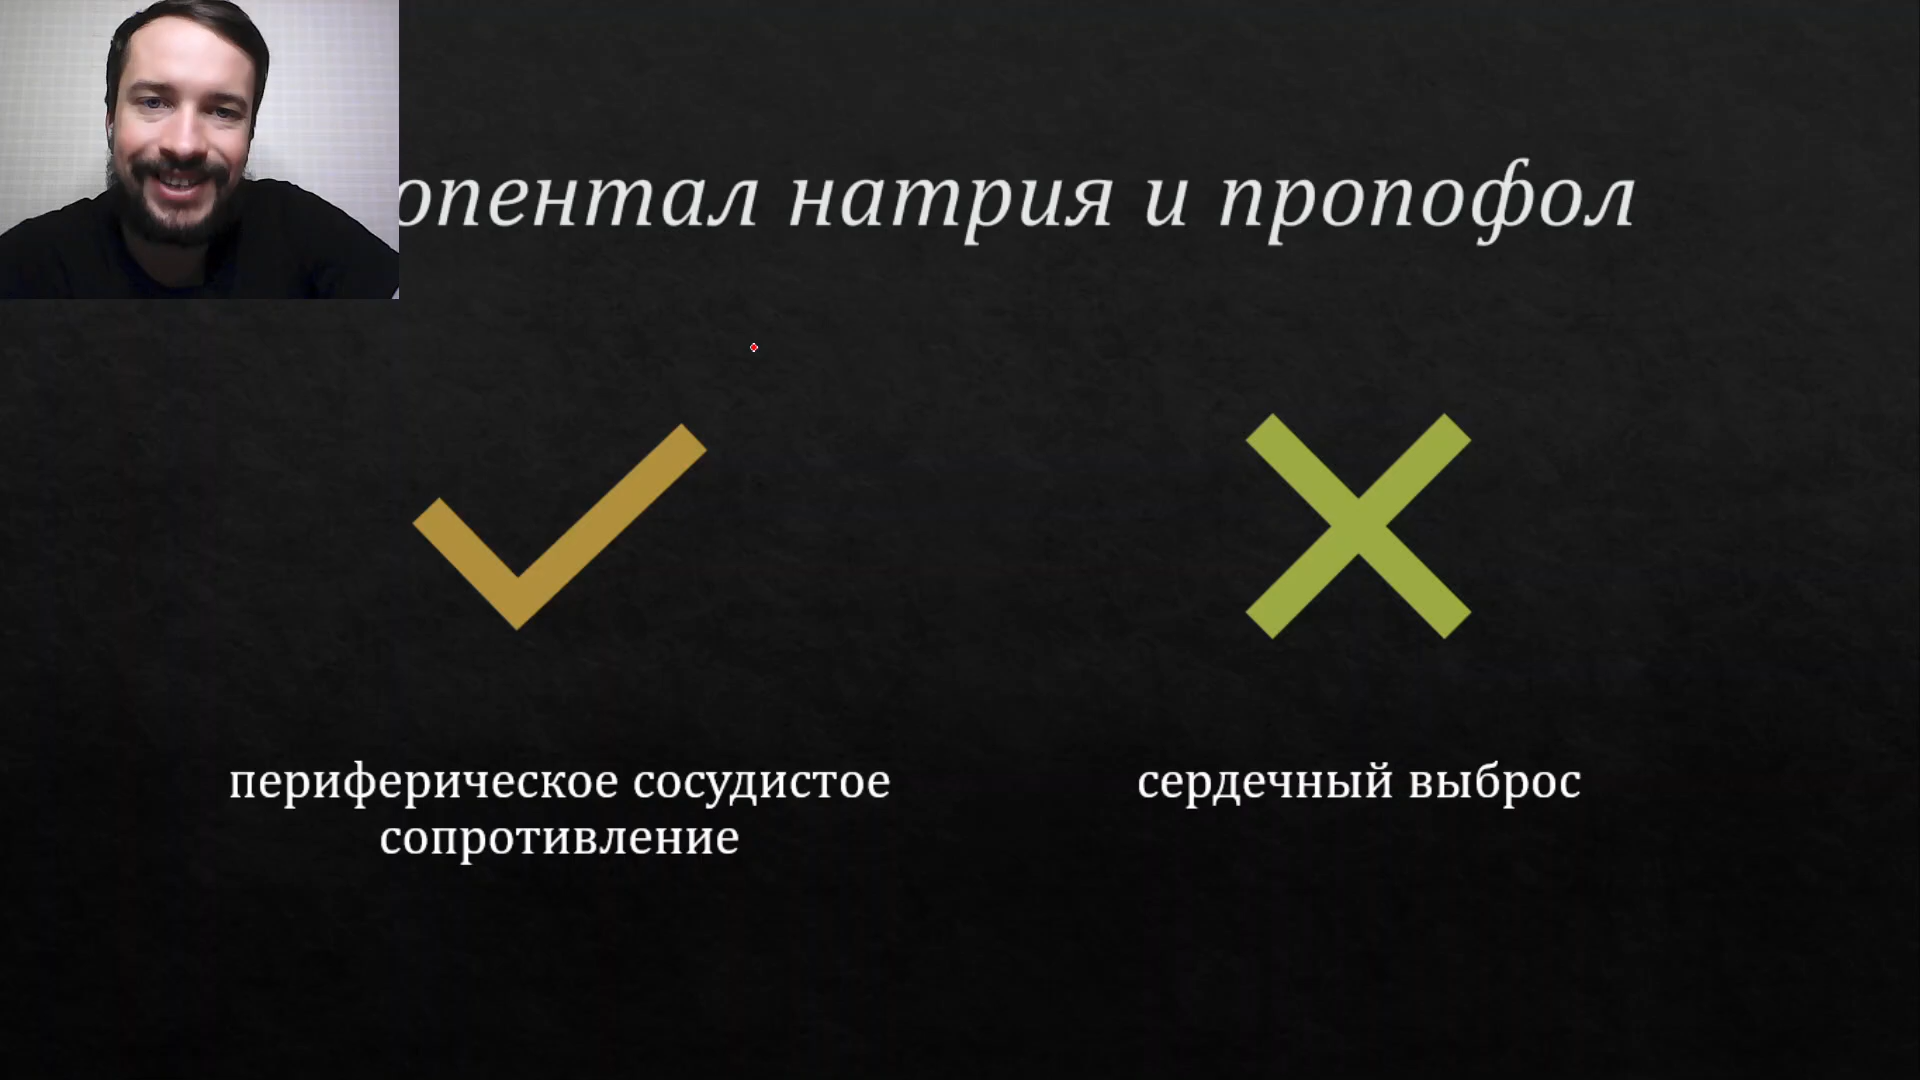 опентал натрия и пропофол
периферическое сосудистое
сопротивление
сердечный выброс